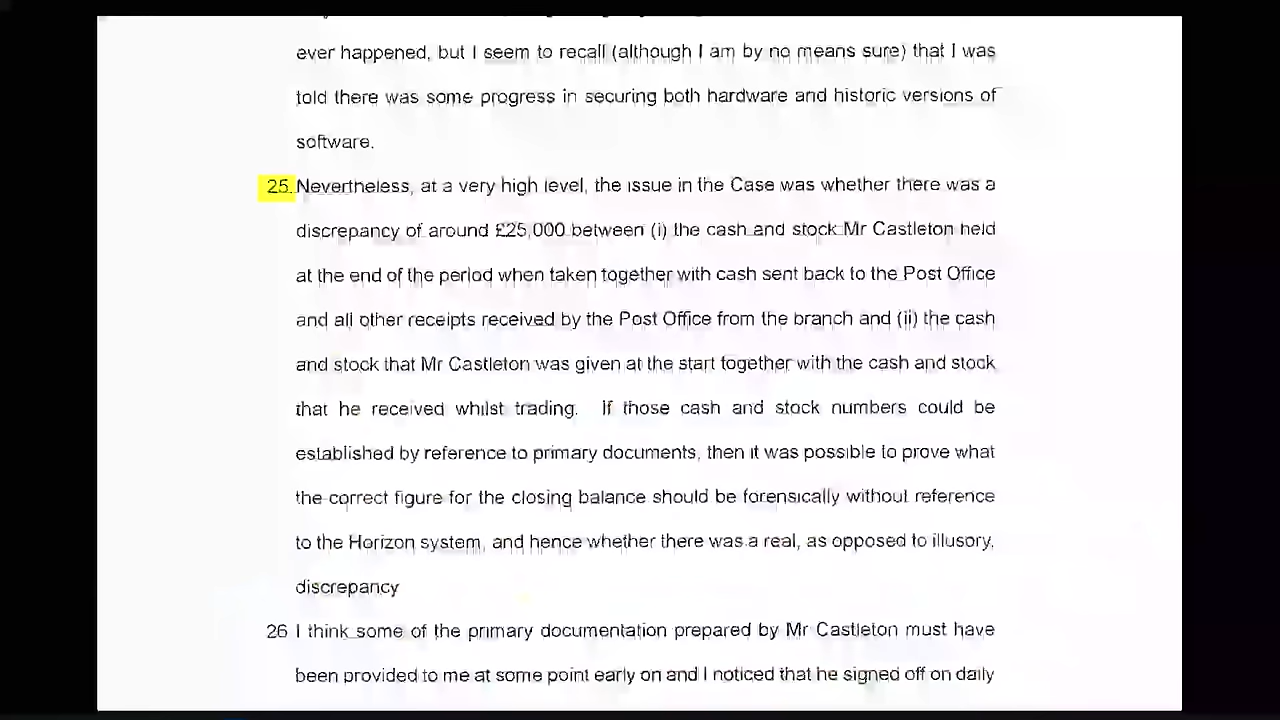 ever happened, but I seem to recall (although I am by no means sure) that I was
told there was some progress in securing both hardware and historic versions of
software.
25. Nevertheless, at a very high level, the issue in the Case was whether there was a
discrepancy of around £25,000 between (i) the cash and stock Mr Castleton held
at the end of the period when taken together with cash sent back to the Post Office
and all other receipts received by the Post Office from the branch and (ii) the cash
and stock that Mr Castleton was given at the start together with the cash and stock
that he received whilst trading. If those cash and stock numbers could be
established by reference to primary documents, then it was possible to prove what
the correct figure for the closing balance should be forensically without reference
to the Horizon system, and hence whether there was a real, as opposed to illusory,
discrepancy
26 I think some of the primary documentation prepared by Mr Castleton must have
been provided to me at some point early on and I noticed that he signed off on daily